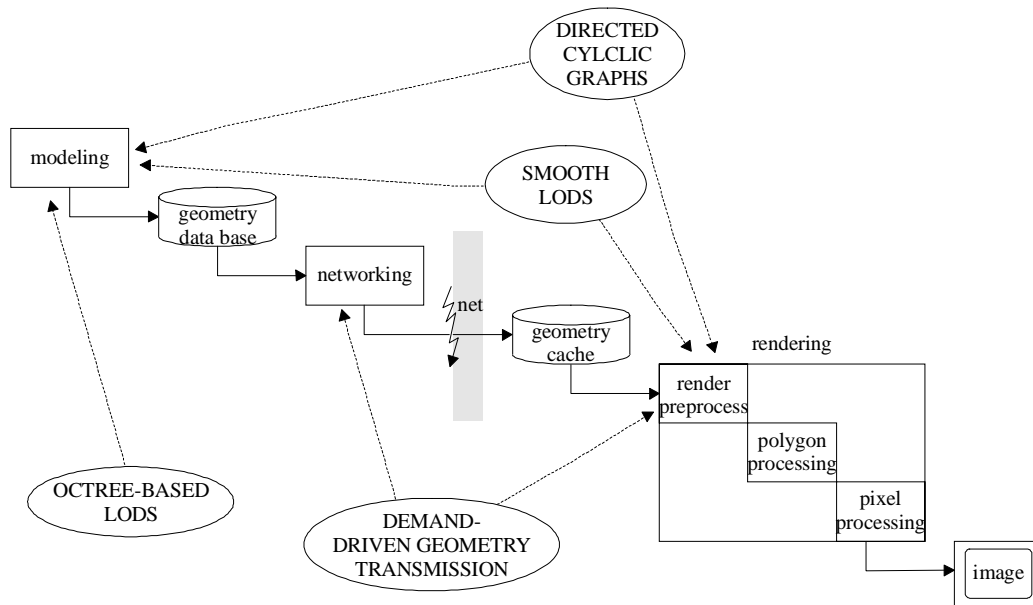 DIRECTED
CYLCLIC
GRAPHS
modeling
SMOOTH
LODS
geometry
data base
networking
net
geometry
cache
rendering
render
preprocess
polygon
processing
pixel
processing
OCTREE-BASED
LODS
DEMAND-
DRIVEN GEOMETRY
TRANSMISSION
image